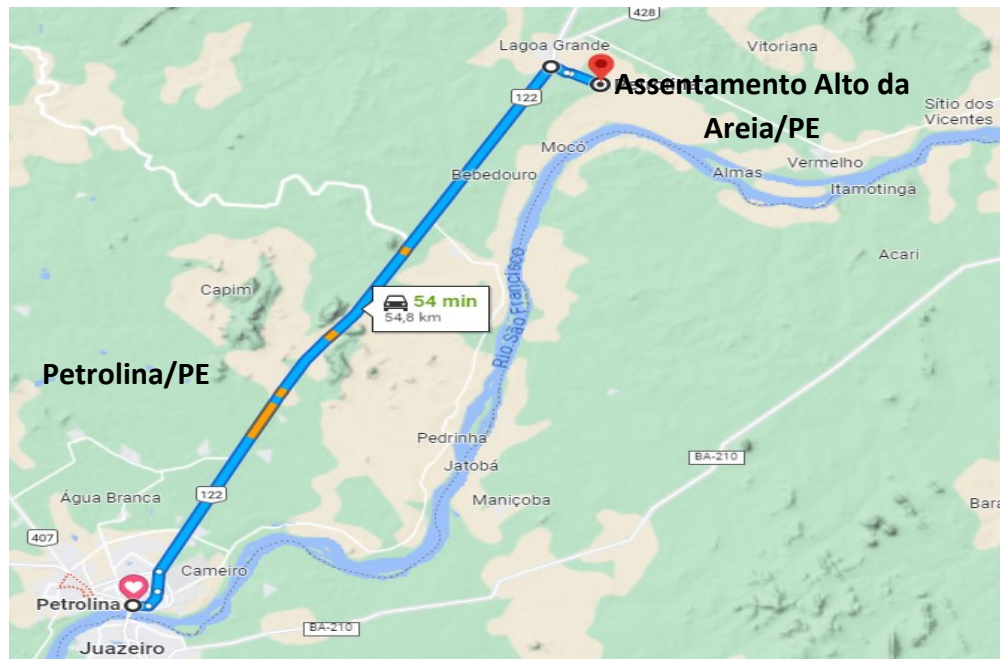 428
Lagoa Grande
Vitoriana
Assentamento Alto da
Areia/PE
122
Sítio dos
Vicentes
Mocó
Vermelho
Bebedouro
Almas
Itamotinga
Acari
Capim
54 min
54,8 km
Rio São Francisco
Petrolina/PE
Pedrinha
Jatobá
BA-210
Maniçoba
Água Branca
122
Bara
407
Cameiro
Petrolina
BA-210
Juazeiro